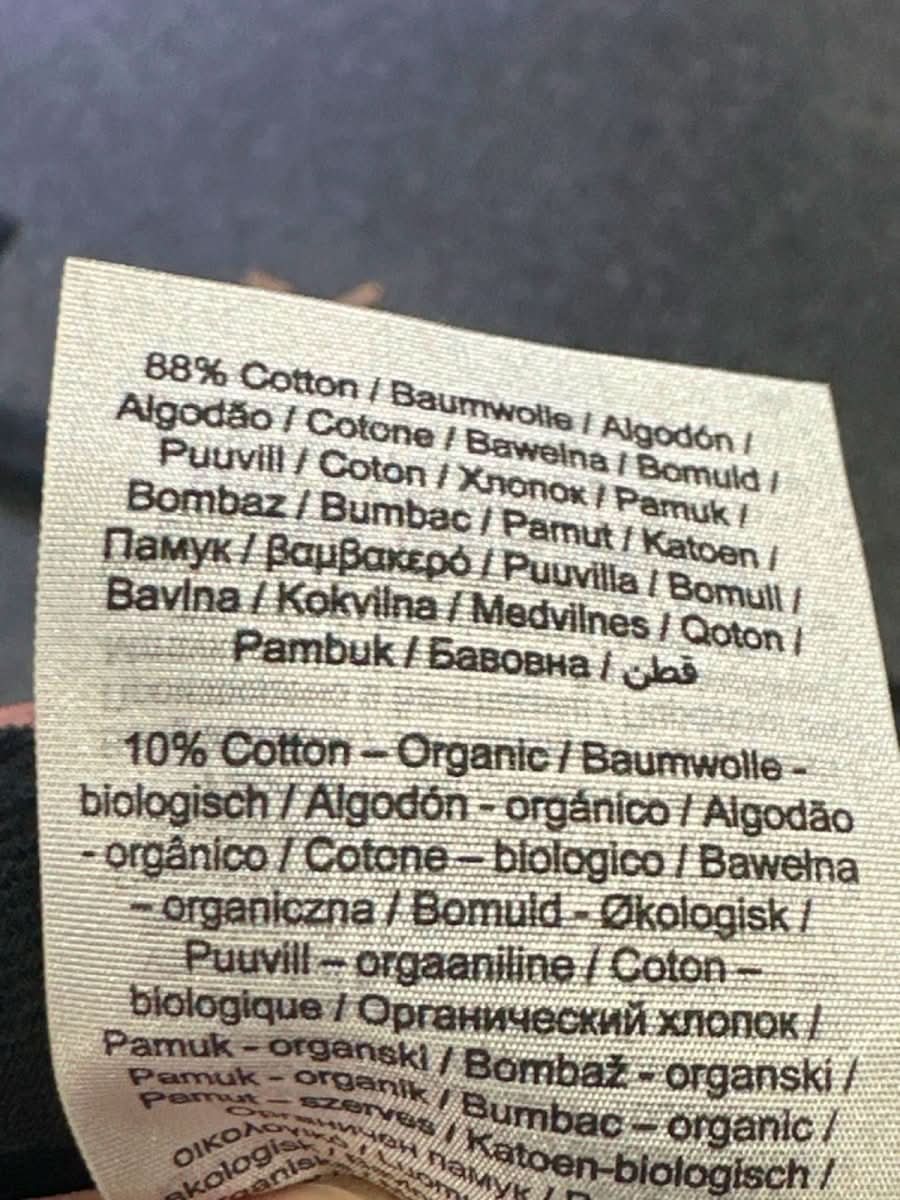 88% Cotton / Baumwolle / Algodón /
Algodão / Cotone / Bawełna / Bomuld /
Puuvill / Coton / Хлопок / Pamuk /
Bombaz / Bumbac / Pamut / Katoen /
Памук / βαμβακερό / Puuvilla / Bomull /
Bavlna / Kokvilna / Medvilnes / Qoton /
Pambuk / Бавовна / قطن
10% Cotton – Organic / Baumwolle -
biologisch / Algodón - orgánico / Algodão
- orgânico / Cotone – biologico / Bawełna
– organiczna / Bomuld - Økologisk /
Puuvill – orgaaniline / Coton –
biologique / Органический хлопок /
Pamuk - organski / Bombaž - organski /
Pamuk - organik / Bumbac – organic /
Pamut – szerves / Katoen-biologisch /
Органичен памук /